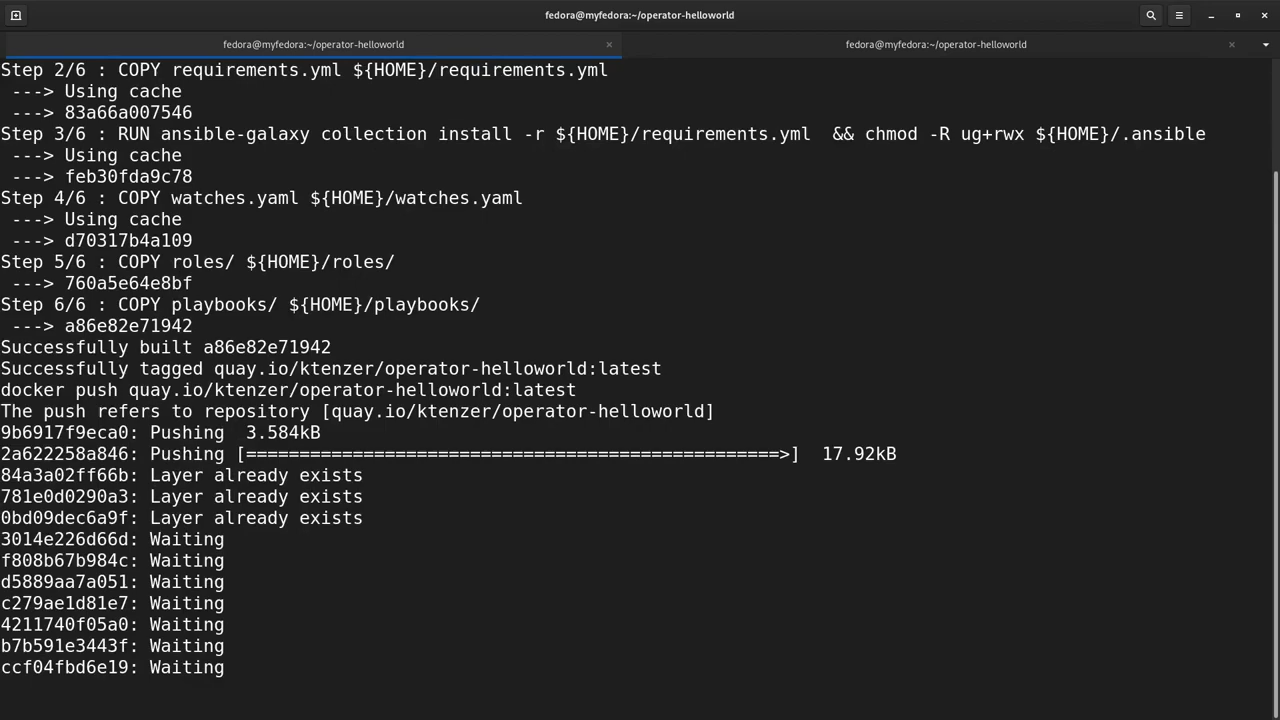 fedora@myfedora:~/operator-helloworld
fedora@myfedora:~/operator-helloworld
fedora@myfedora:~/operator-helloworld
Step 2/6 : COPY requirements.yml ${HOME}/requirements.yml
 ---> Using cache
 ---> 83a66a007546
Step 3/6 : RUN ansible-galaxy collection install -r ${HOME}/requirements.yml  && chmod -R ug+rwx ${HOME}/.ansible
 ---> Using cache
 ---> feb30fda9c78
Step 4/6 : COPY watches.yaml ${HOME}/watches.yaml
 ---> Using cache
 ---> d70317b4a109
Step 5/6 : COPY roles/ ${HOME}/roles/
 ---> 760a5e64e8bf
Step 6/6 : COPY playbooks/ ${HOME}/playbooks/
 ---> a86e82e71942
Successfully built a86e82e71942
Successfully tagged quay.io/ktenzer/operator-helloworld:latest
docker push quay.io/ktenzer/operator-helloworld:latest
The push refers to repository [quay.io/ktenzer/operator-helloworld]
9b6917f9eca0: Pushing  3.584kB
2a622258a846: Pushing [==================================================>]  17.92kB
84a3a02ff66b: Layer already exists
781e0d0290a3: Layer already exists
0bd09dec6a9f: Layer already exists
3014e226d66d: Waiting
f808b67b984c: Waiting
d5889aa7a051: Waiting
c279ae1d81e7: Waiting
4211740f05a0: Waiting
b7b591e3443f: Waiting
ccf04fbd6e19: Waiting